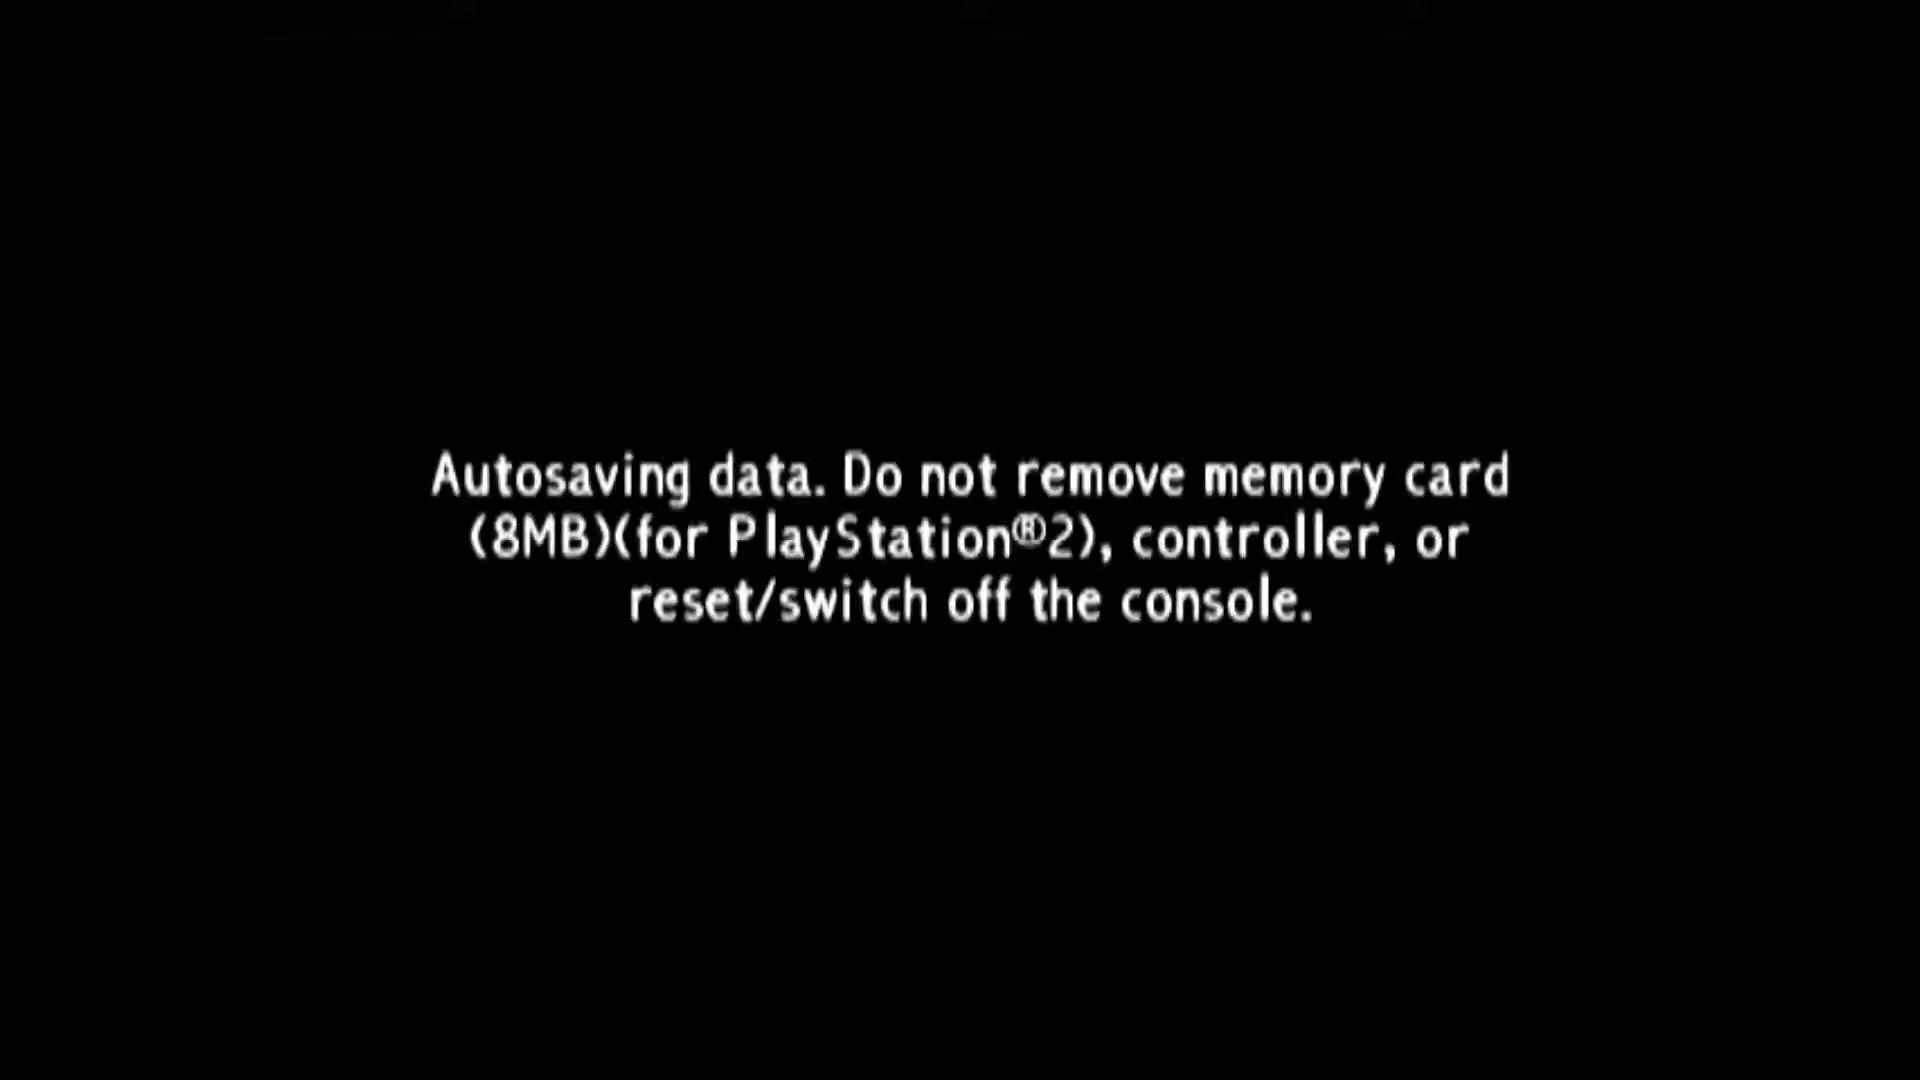 Autosaving data. Do not remove memory card
(8MB)(for PlayStation®2), controller, or
reset/switch off the console.